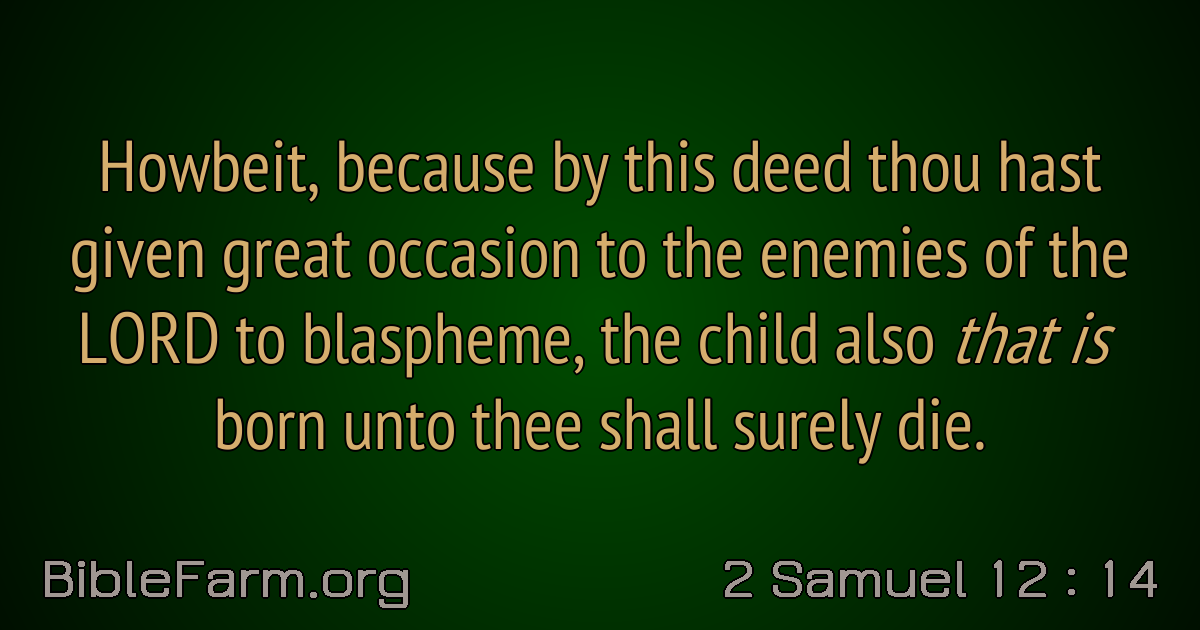 Howbeit, because by this deed thou hast
given great occasion to the enemies of the
LORD to blaspheme, the child also that is
born unto thee shall surely die.
BibleFarm.org
2 Samuel 12 : 14